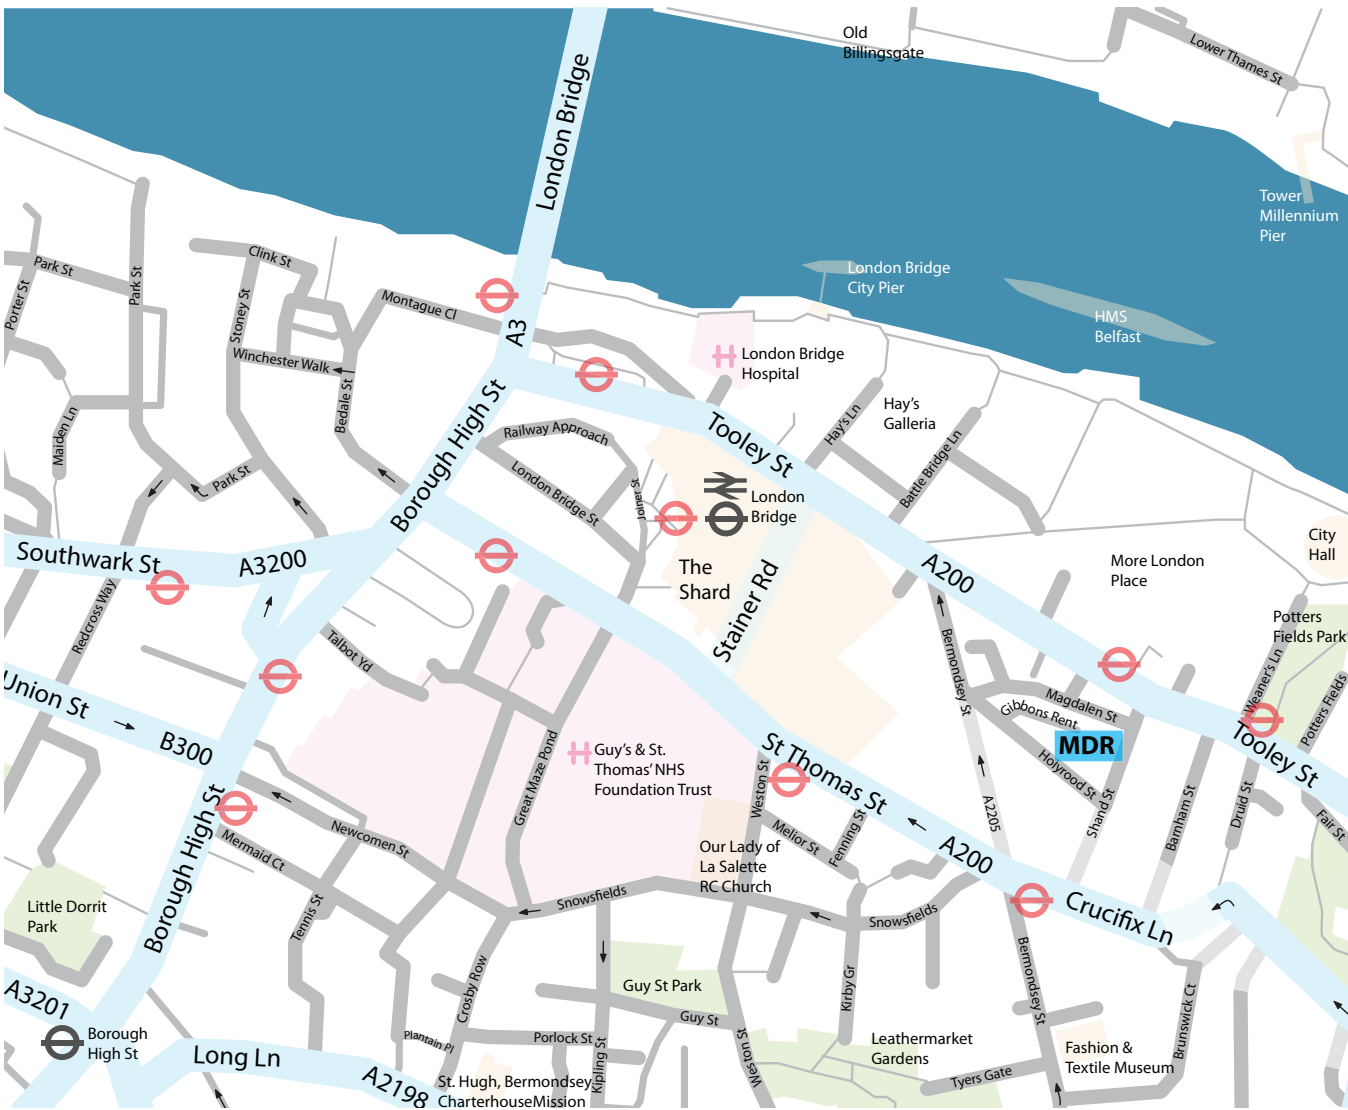 Old
Billingsgate
Lower Thames St
London Bridge
Tower
Millennium
Pier
Park St
Park St
Porter St
Clink St
Stoney St
Montague Cl
A3
London Bridge
City Pier
HMS
Belfast
Winchester Walk
Bedale St
London Bridge
Hospital
Maiden Ln
Borough High St
Railway Approach
Tooley St
Hay's Ln
Hay's
Galleria
Battle Bridge Ln
Park St
London Bridge St
Joiner St
London
Bridge
Southwark St
A3200
The
Shard
Stainer Rd
A200
More London
Place
City
Hall
Redcross Way
Talbot Yd
Bermondsey St
Potters
Fields Park
Weaner's Ln
Potters Fields
Union St
B300
Magdalen St
Gibbons Rent
MDR
Holyrood St
Shand St
Tooley St
Great Maze Pond
Guy's & St.
Thomas' NHS
Foundation Trust
St Thomas St
Weston St
Melior St
Fenning St
A2205
Barnham St
Druid St
Fair St
Borough High St
Newcomen St
Mermaid Ct
Our Lady of
La Salette
RC Church
A200
Crucifix Ln
Snowsfields
Snowsfields
Little Dorrit
Park
Tennis St
Crosby Row
Guy St Park
Guy St
Kirby Gr
Bermondsey St
Brunswick Ct
A3201
Borough
High St
Long Ln
A2198
Plantain Pl
Porlock St
Kipling St
Weston St
Leathermarket
Gardens
Tyers Gate
Fashion &
Textile Museum
St. Hugh, Bermondsey
CharterhouseMission